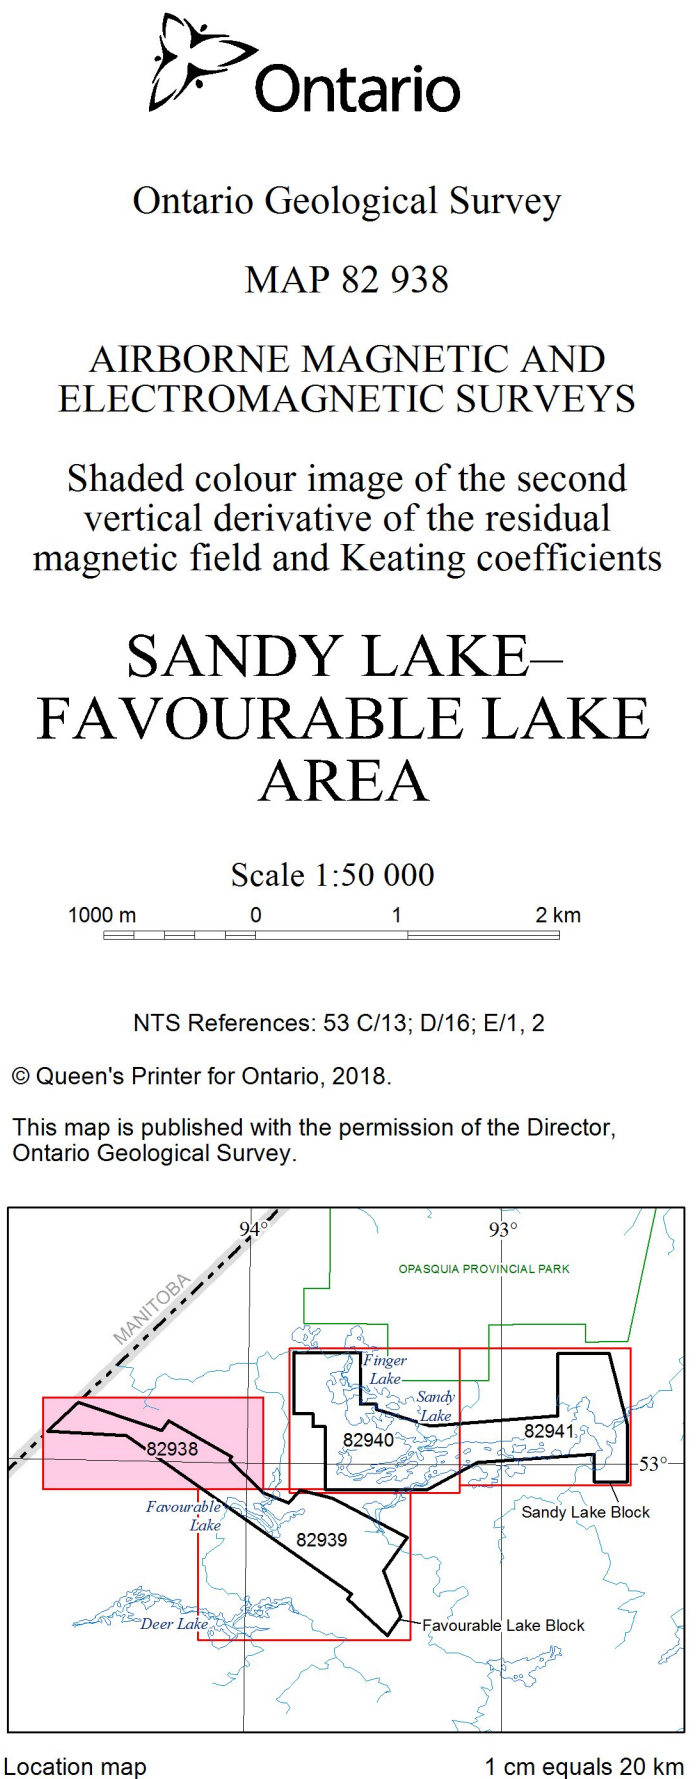 Ontario
Ontario Geological Survey
MAP 82 938
AIRBORNE MAGNETIC AND
ELECTROMAGNETIC SURVEYS
Shaded colour image of the second
vertical derivative of the residual
magnetic field and Keating coefficients
SANDY LAKE–
FAVOURABLE LAKE
AREA
Scale 1:50 000
1000 m 0 1 2 km
NTS References: 53 C/13; D/16; E/1, 2
© Queen's Printer for Ontario, 2018.
This map is published with the permission of the Director,
Ontario Geological Survey.
94° 93°
MANITOBA
OPASQUIA PROVINCIAL PARK
Finger
Lake
Sandy
Lake
82938
82940
82941
53°
Favourable
Lake
Sandy Lake Block
82939
Deer Lake
Favourable Lake Block
Location map 1 cm equals 20 km